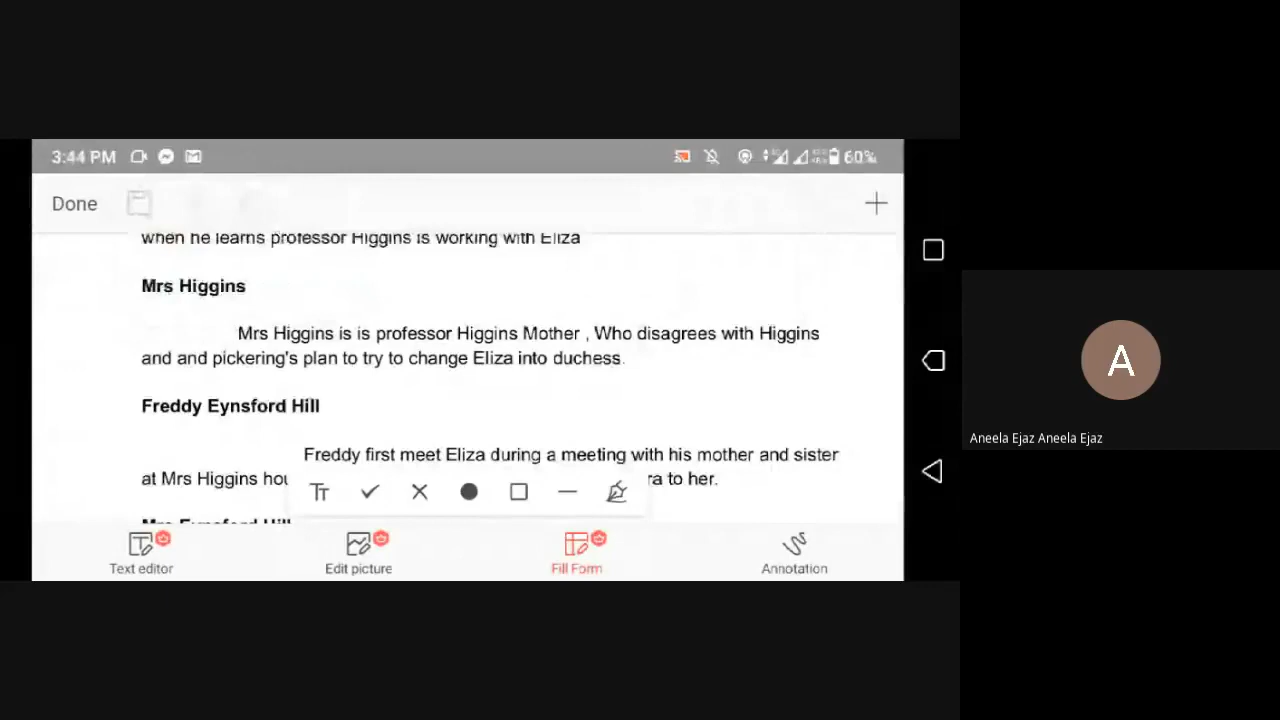 3:44 PM
60%
Done
when he learns professor Higgins is working with Eliza
Mrs Higgins
Mrs Higgins is is professor Higgins Mother , Who disagrees with Higgins
and and pickering's plan to try to change Eliza into duchess.
Freddy Eynsford Hill
Freddy first meet Eliza during a meeting with his mother and sister
at Mrs Higgins
to her.
Mrs Eynsford Hill
Text editor
Edit picture
Fill Form
Annotation
A
Aneela Ejaz Aneela Ejaz